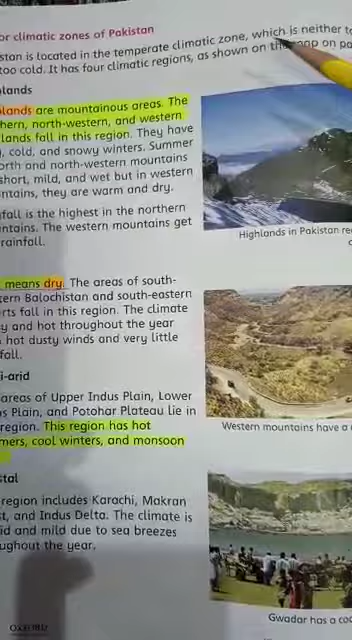 or climatic zones of Pakistan
stan is located in the temperate climatic zone, which is neither to
too cold. It has four climatic regions, as shown on the map on pa
lands
lands are mountainous areas. The
hern, north-western, and western
lands fall in this region. They have
, cold, and snowy winters. Summer
orth and north-western mountains
short, mild, and wet but in western
ntains, they are warm and dry.
fall is the highest in the northern
ntains. The western mountains get
rainfall.
Highlands in Pakistan re
means dry. The areas of south-
tern Balochistan and south-eastern
rts fall in this region. The climate
y and hot throughout the year
hot dusty winds and very little
fall.
i-arid
areas of Upper Indus Plain, Lower
s Plain, and Potohar Plateau lie in
region. This region has hot
mers, cool winters, and monsoon
Western mountains have a
stal
region includes Karachi, Makran
st, and Indus Delta. The climate is
id and mild due to sea breezes
ughout the year.
Gwadar has a coa
OXFORD